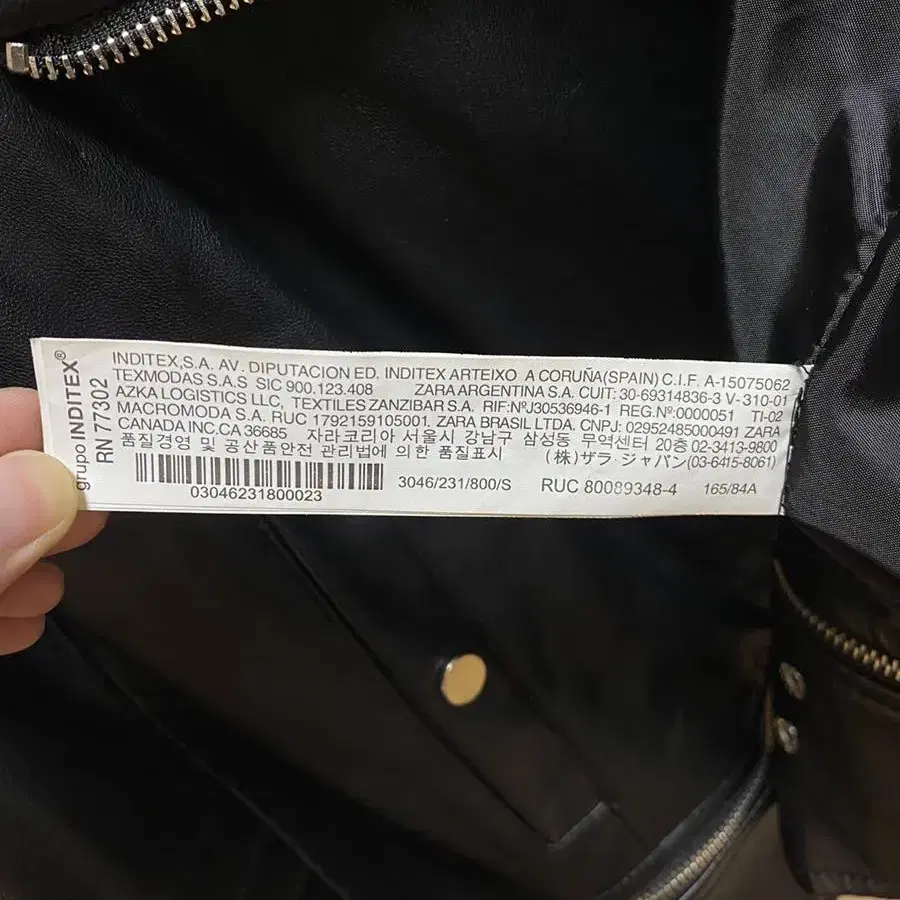 grupo INDITEX®
RN 77302
INDITEX,S.A. AV. DIPUTACION ED. INDITEX ARTEIXO A CORUÑA(SPAIN) C.I.F. A-15075062
TEXMODAS S.A.S SIC 900.123.408 ZARA ARGENTINA S.A. CUIT: 30-69314836-3 V-310-01
AZKA LOGISTICS LLC, TEXTILES ZANZIBAR S.A. RIF:NºJ30536946-1 REG.Nº:0000051 TI-02
MACROMODA S.A. RUC 1792159105001. ZARA BRASIL LTDA. CNPJ: 02952485000491 ZARA
CANADA INC.CA 36685 자라코리아 서울시 강남구 삼성동 무역센터 20층 02-3413-9800
품질경영 및 공산품안전 관리법에 의한 품질표시 (株)ザラ・ジャパン(03-6415-8061)
03046231800023 3046/231/800/S RUC 80089348-4 165/84A